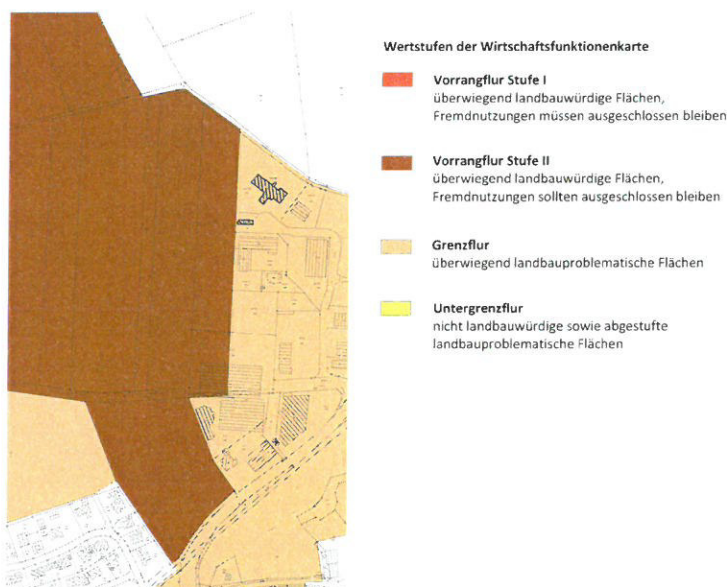 Wertstufen der Wirtschaftsfunktionenkarte
Vorrangflur Stufe I
überwiegend landbauwürdige Flächen,
Fremdnutzungen müssen ausgeschlossen bleiben
Vorrangflur Stufe II
überwiegend landbauwürdige Flächen,
Fremdnutzungen sollten ausgeschlossen bleiben
Grenzflur
überwiegend landbauproblematische Flächen
Untergrenzflur
nicht landbauwürdige sowie abgestufte
landbauproblematische Flächen